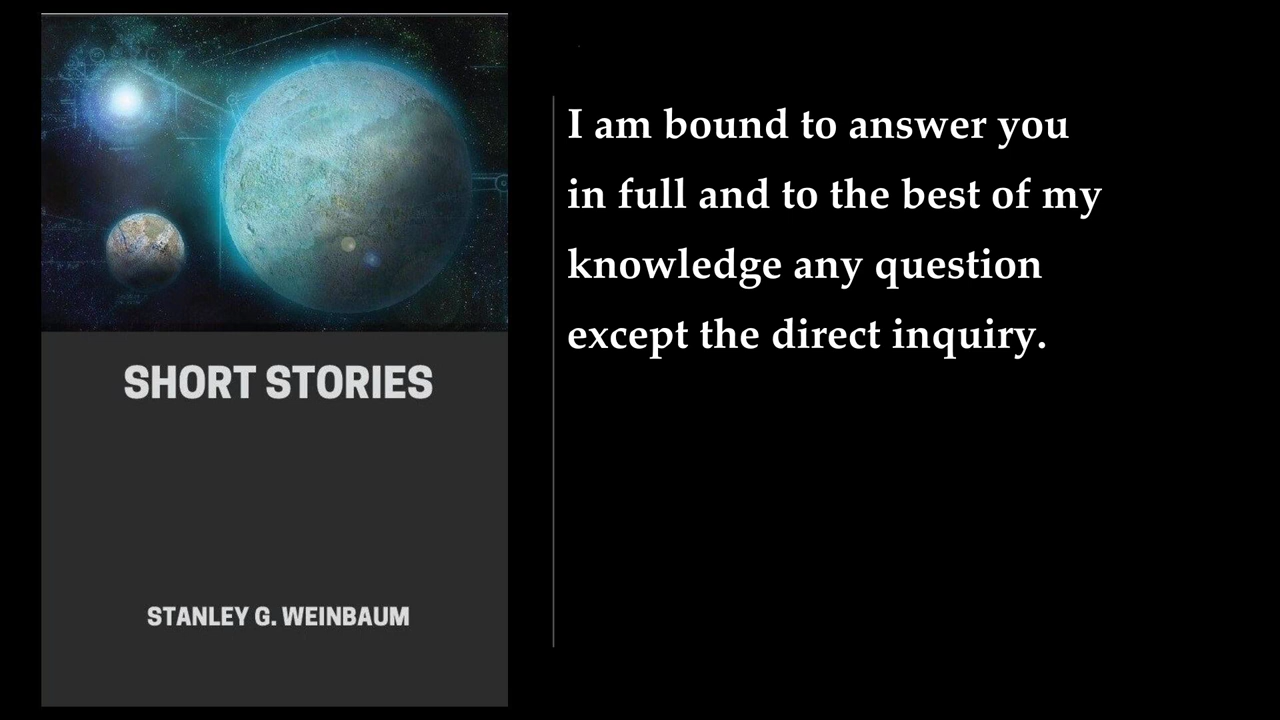 SHORT STORIES
STANLEY G. WEINBAUM
I am bound to answer you
in full and to the best of my
knowledge any question
except the direct inquiry.